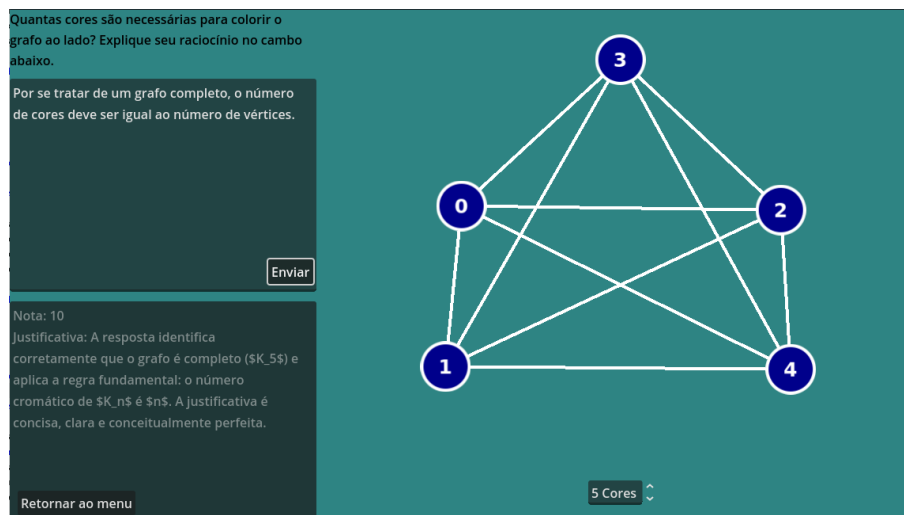 Quantas cores são necessárias para colorir o
grafo ao lado? Explique seu raciocínio no cambo
abaixo.
Por se tratar de um grafo completo, o número
de cores deve ser igual ao número de vértices.
Enviar
Nota: 10
Justificativa: A resposta identifica
corretamente que o grafo é completo ($K_5$) e
aplica a regra fundamental: o número
cromático de $K_n$ é $n$. A justificativa é
concisa, clara e conceitualmente perfeita.
Retornar ao menu
3
0
2
1
4
5 Cores